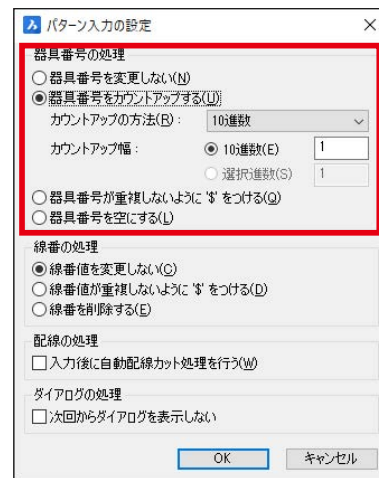 パターン入力の設定
器具番号の処理
器具番号を変更しない(N)
器具番号をカウントアップする(U)
カウントアップの方法(R)： 10進数
カウントアップ幅： 10進数(E) 1
選択進数(S) 1
器具番号が重複しないように '$' をつける(Q)
器具番号を空にする(L)
線番の処理
線番値を変更しない(C)
線番値が重複しないように '$' をつける(D)
線番を削除する(E)
配線の処理
入力後に自動配線カット処理を行う(W)
ダイアログの処理
次回からダイアログを表示しない
OK キャンセル